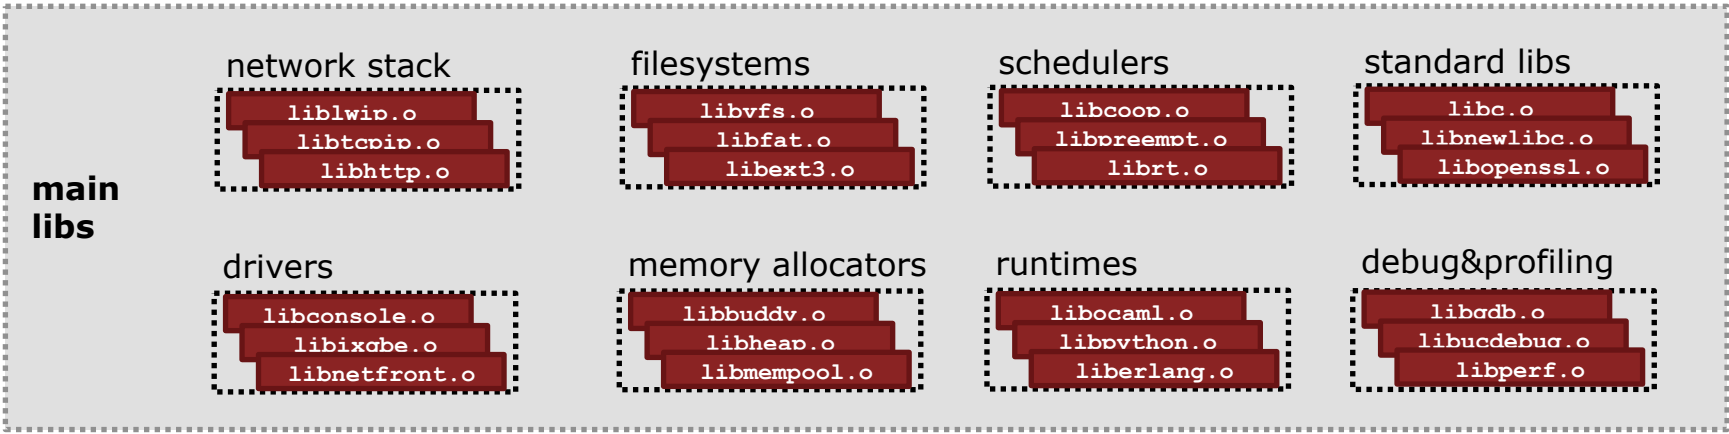 main
libs
network stack
liblwip.o
libtcpip.o
libhttp.o
filesystems
libvfs.o
libfat.o
libext3.o
schedulers
libcoop.o
libpreempt.o
librt.o
standard libs
libc.o
libnewlibc.o
libopenssl.o
drivers
libconsole.o
libixgbe.o
libnetfront.o
memory allocators
libbuddy.o
libheap.o
libmempool.o
runtimes
libocaml.o
libpython.o
liberlang.o
debug&profiling
libgdb.o
libucdebug.o
libperf.o